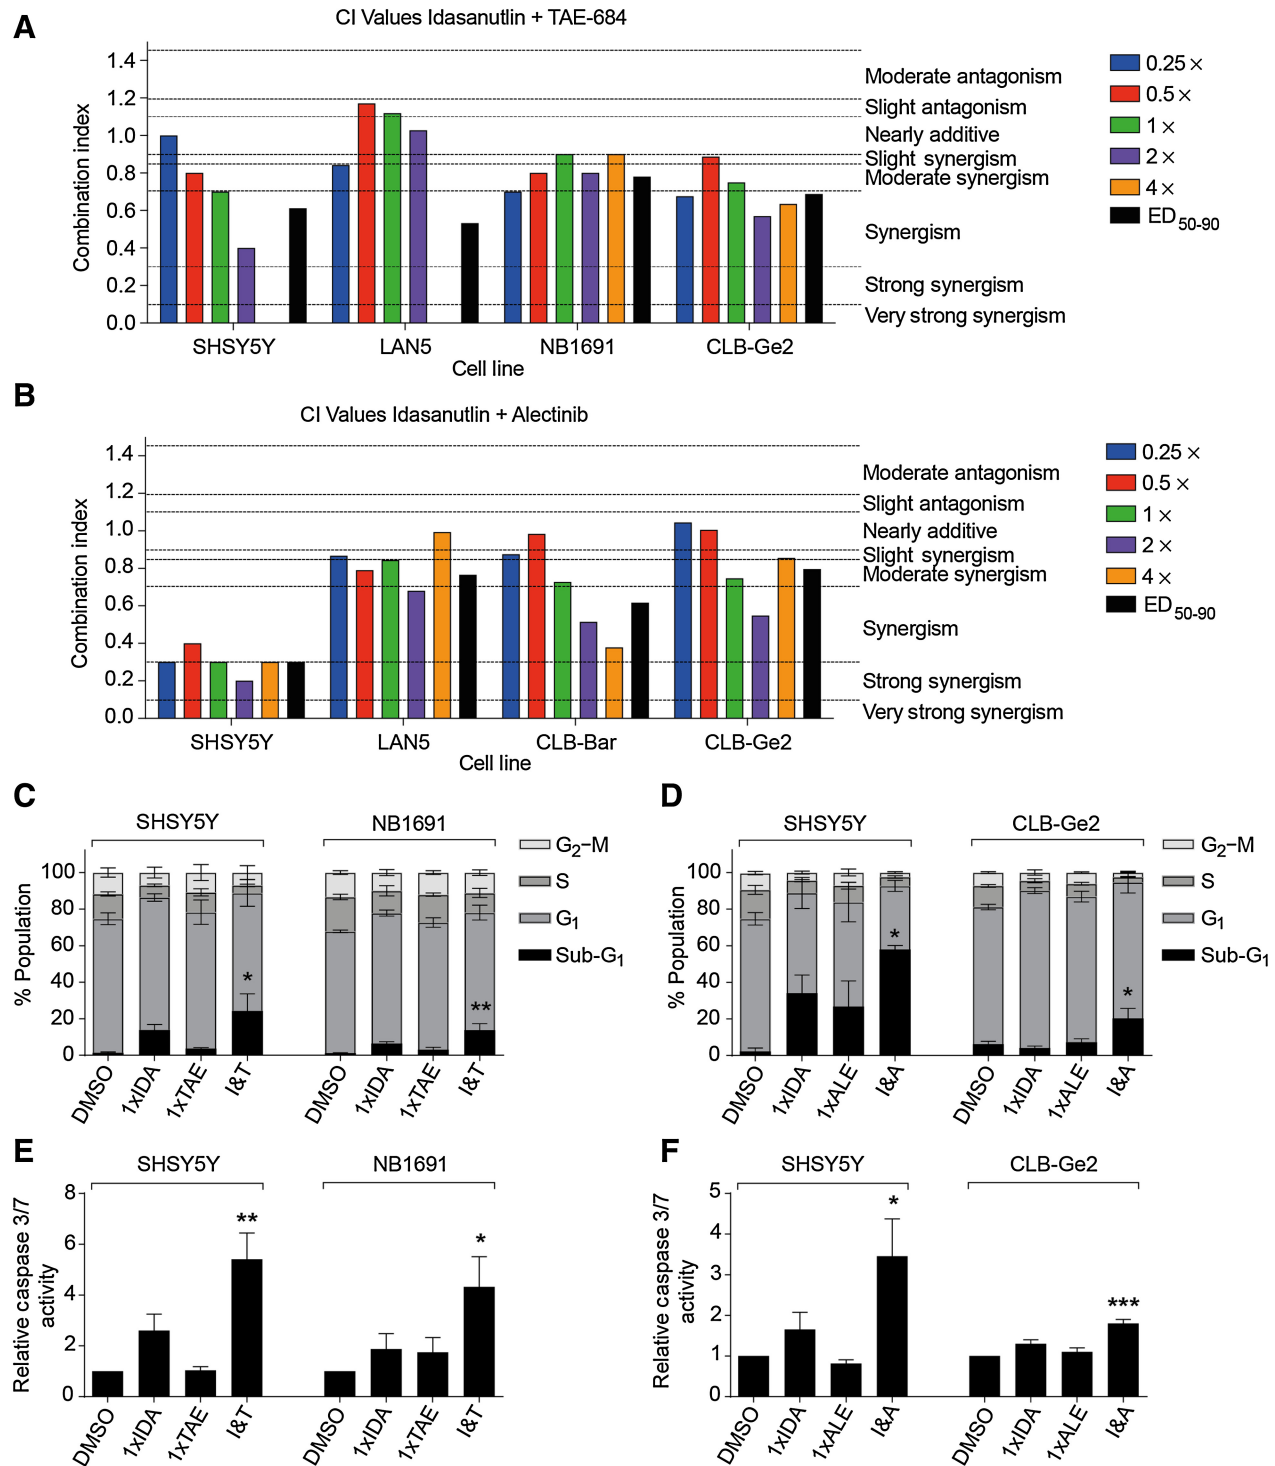 A
CI Values Idasanutlin + TAE-684
Combination index
1.4
1.2
1.0
0.8
0.6
0.4
0.2
0.0
Moderate antagonism
Slight antagonism
Nearly additive
Slight synergism
Moderate synergism
Synergism
Strong synergism
Very strong synergism
0.25 ×
0.5 ×
1 ×
2 ×
4 ×
ED50-90
SHSY5Y LAN5 NB1691 CLB-Ge2
Cell line
B
CI Values Idasanutlin + Alectinib
Combination index
1.4
1.2
1.0
0.8
0.6
0.4
0.2
0.0
Moderate antagonism
Slight antagonism
Nearly additive
Slight synergism
Moderate synergism
Synergism
Strong synergism
Very strong synergism
0.25 ×
0.5 ×
1 ×
2 ×
4 ×
ED50-90
SHSY5Y LAN5 CLB-Bar CLB-Ge2
Cell line
C
SHSY5Y NB1691
% Population
100
80
60
40
20
0
*
**
G2–M
S
G1
Sub-G1
DMSO 1xIDA 1xTAE I&T DMSO 1xIDA 1xTAE I&T
D
SHSY5Y CLB-Ge2
% Population
100
80
60
40
20
0
*
*
G2–M
S
G1
Sub-G1
DMSO 1xIDA 1xALE I&A DMSO 1xIDA 1xALE I&A
E
SHSY5Y NB1691
Relative caspase 3/7
activity
8
6
4
2
0
**
*
DMSO 1xIDA 1xTAE I&T DMSO 1xIDA 1xTAE I&T
F
SHSY5Y CLB-Ge2
Relative caspase 3/7
activity
5
4
3
2
1
0
*
***
DMSO 1xIDA 1xALE I&A DMSO 1xIDA 1xALE I&A